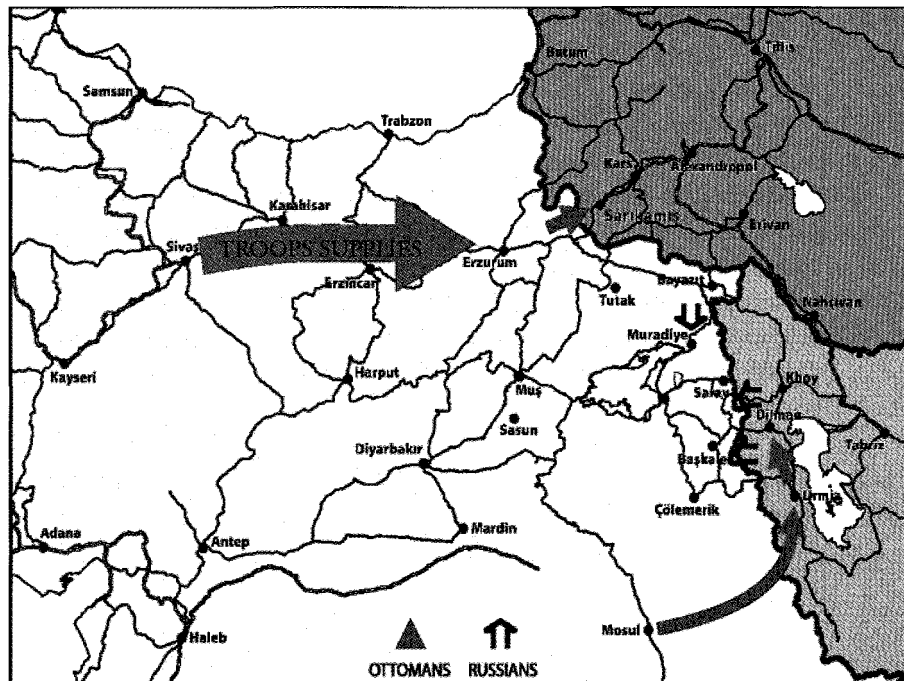 Batum
Tiflis
Samsun
Trabzon
Kars
Alexandropol
Karahisar
Sarıkamış
Erivan
TROOPS SUPPLIES
Sivas
Erzurum
Erzincan
Bayazıt
Tutak
Nahcıvan
Muradiye
Kayseri
Harput
Muş
Saray
Khoy
Sasun
Dilman
Tabriz
Diyarbakır
Başkale
Urmia
Çölemerik
Mardin
Adana
Antep
Mosul
Haleb
OTTOMANS RUSSIANS